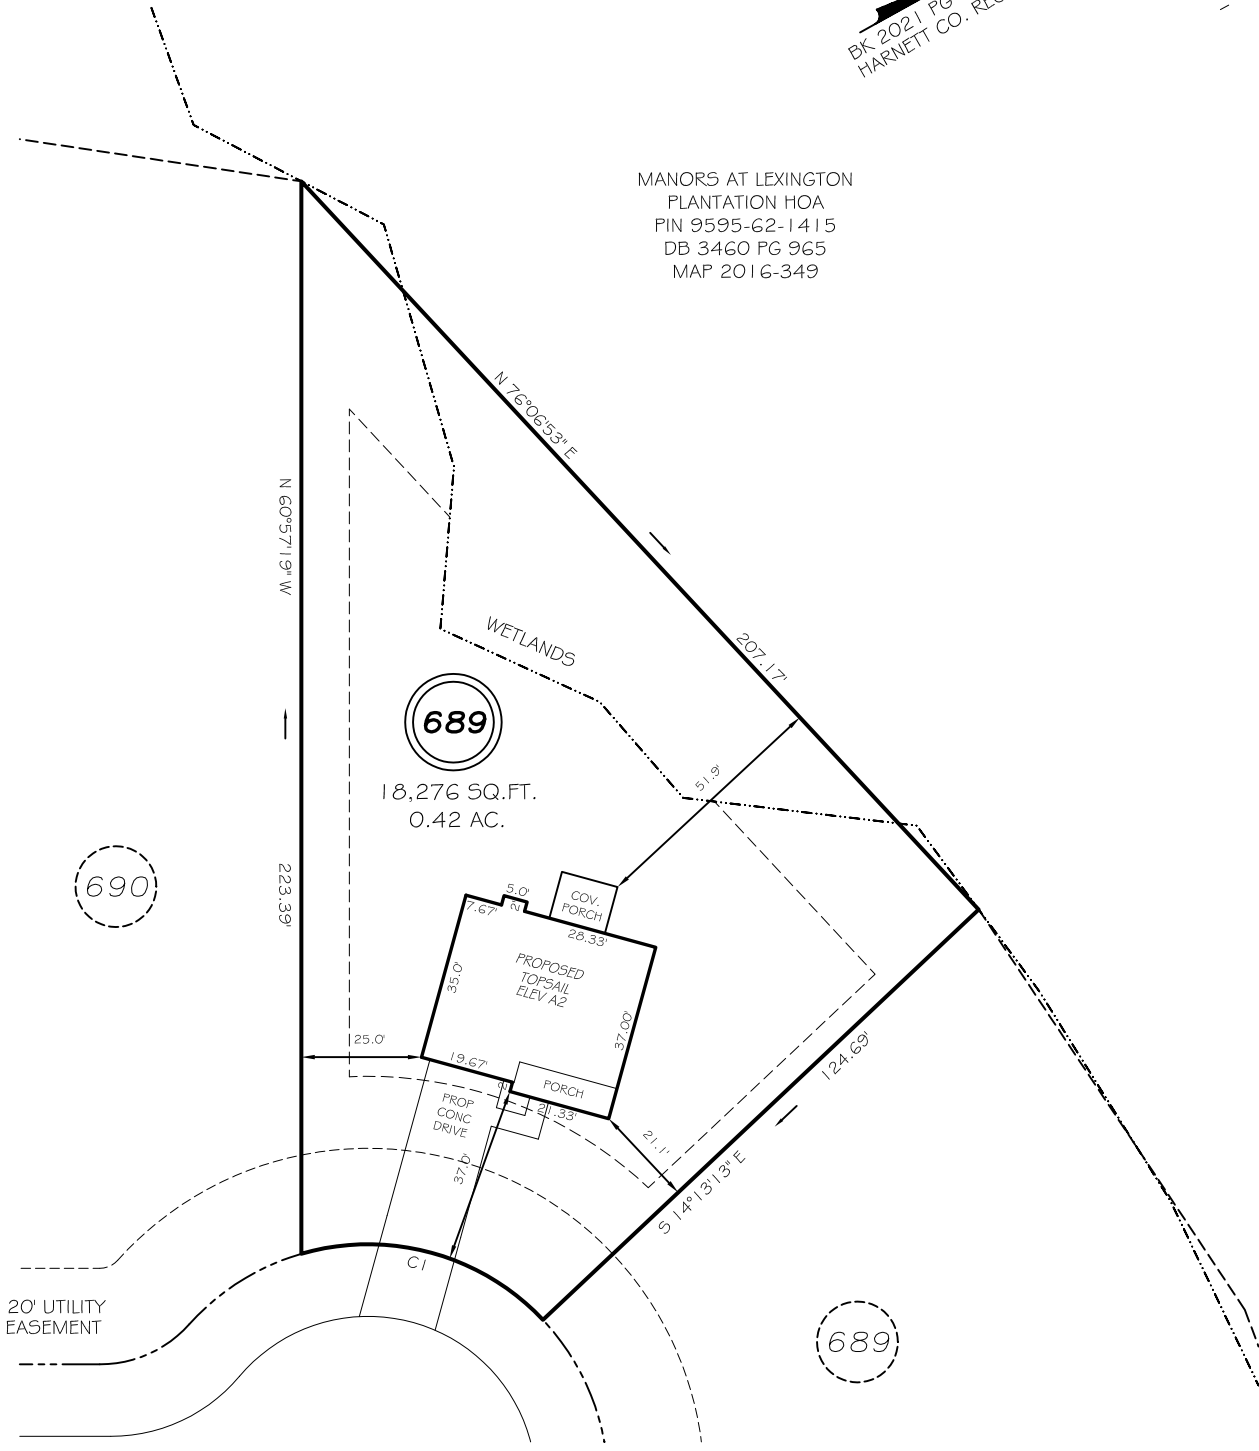 BK 2021 PG
HARNETT CO.
MANORS AT LEXINGTON
PLANTATION HOA
PIN 9595-62-1415
DB 3460 PG 965
MAP 2016-349
N 76°06'53" E
N 60°57'19" W
207.17'
WETLANDS
689
18,276 SQ.FT.
0.42 AC.
51.9'
690
223.39'
COV.
PORCH
5.0'
7.67'
28.33'
PROPOSED
TOPSAIL
ELEV A2
35.0'
37.00'
25.0'
19.67'
PORCH
21.33'
PROP
CONC
DRIVE
37.0'
21.1'
124.69'
S 14°13'13" E
C1
20' UTILITY
EASEMENT
689